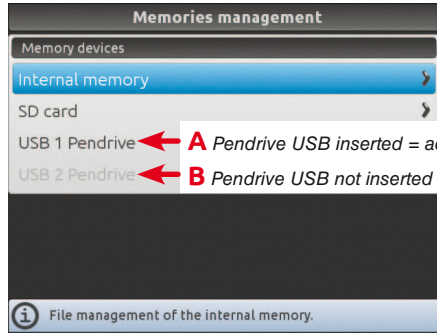 Memories management
Memory devices
Internal memory
SD card
USB 1 Pendrive A Pendrive USB inserted =
USB 2 Pendrive B Pendrive USB not inserted
File management of the internal memory.